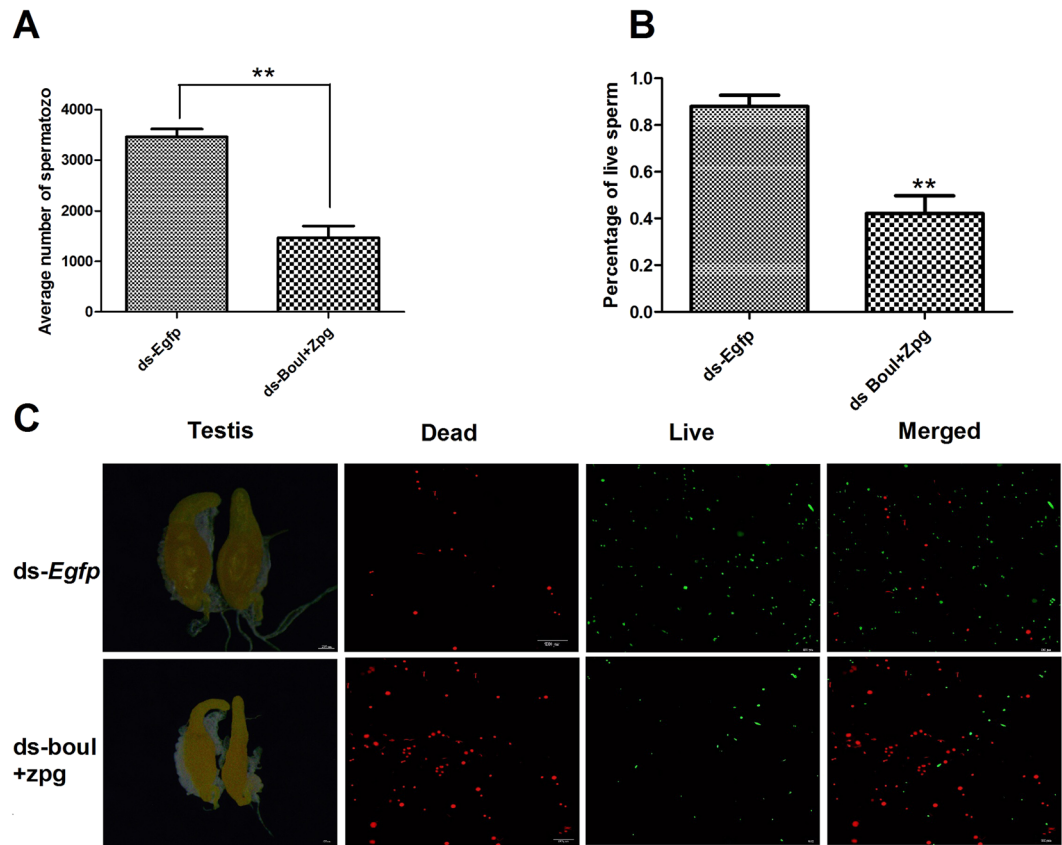 A
B
Average number of spermatozo
4000
3000
2000
1000
0
**
ds-Egfp
ds-Boul+Zpg
Percentage of live sperm
1.0
0.8
0.6
0.4
0.2
0.0
**
ds-Egfp
ds Boul+Zpg
C
Testis
Dead
Live
Merged
ds-Egfp
ds-boul
+zpg